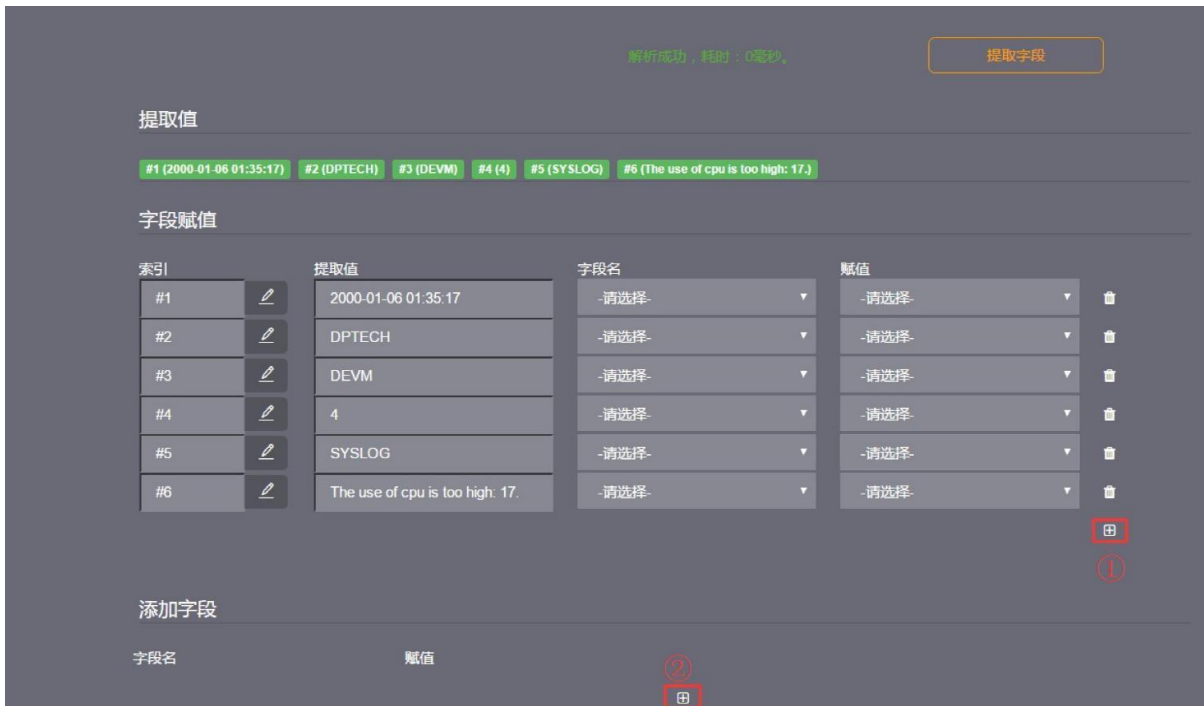 解析成功，耗时：0毫秒。 提取字段
提取值
#1 (2000-01-06 01:35:17) #2 (DPTECH) #3 (DEVM) #4 (4) #5 (SYSLOG) #6 (The use of cpu is too high: 17.)
字段赋值
索引 提取值 字段名 赋值
#1 2000-01-06 01:35:17 -请选择- -请选择-
#2 DPTECH -请选择- -请选择-
#3 DEVM -请选择- -请选择-
#4 4 -请选择- -请选择-
#5 SYSLOG -请选择- -请选择-
#6 The use of cpu is too high: 17. -请选择- -请选择-
①
添加字段
字段名 赋值
②